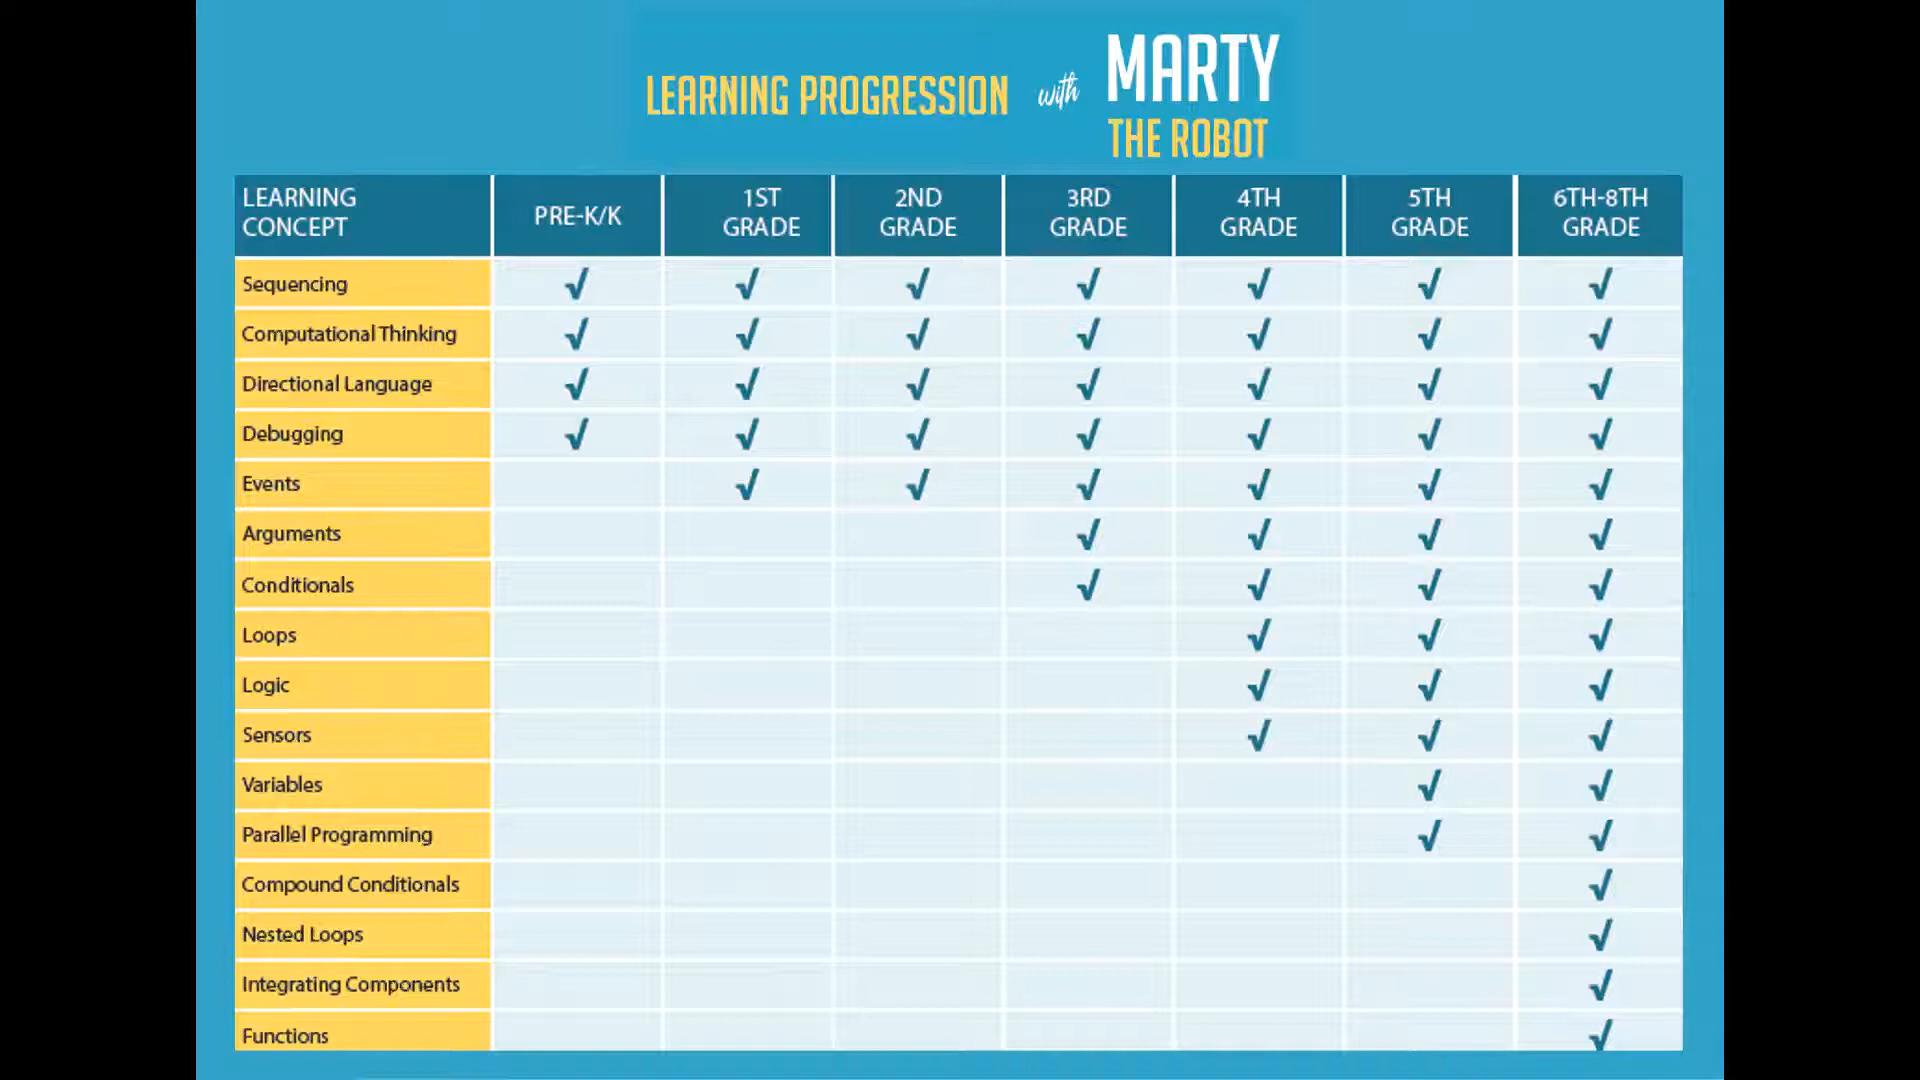 LEARNING PROGRESSION with MARTY
THE ROBOT
LEARNING CONCEPT PRE-K/K 1ST GRADE 2ND GRADE 3RD GRADE 4TH GRADE 5TH GRADE 6TH-8TH GRADE
Sequencing √ √ √ √ √ √ √
Computational Thinking √ √ √ √ √ √ √
Directional Language √ √ √ √ √ √ √
Debugging √ √ √ √ √ √ √
Events √ √ √ √ √ √
Arguments √ √ √ √
Conditionals √ √ √ √
Loops √ √ √
Logic √ √ √
Sensors √ √ √
Variables √ √
Parallel Programming √ √
Compound Conditionals √
Nested Loops √
Integrating Components √
Functions √